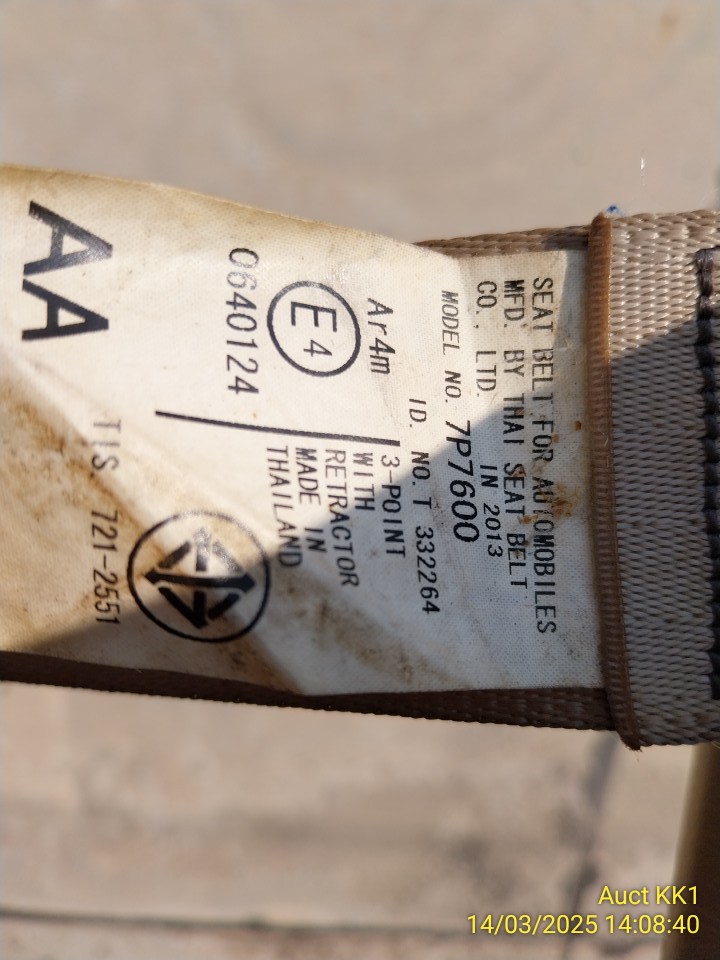 SEAT BELT FOR AUTOMOBILES
MFD. BY THAI SEAT BELT
CO., LTD. IN 2013
MODEL NO. 7P7600
ID. NO. T 332264
Ar4m
E4
0640124
3-POINT
WITH
RETRACTOR
MADE IN
THAILAND
TIS 721-2551
AA
Auct KK1
14/03/2025 14:08:40